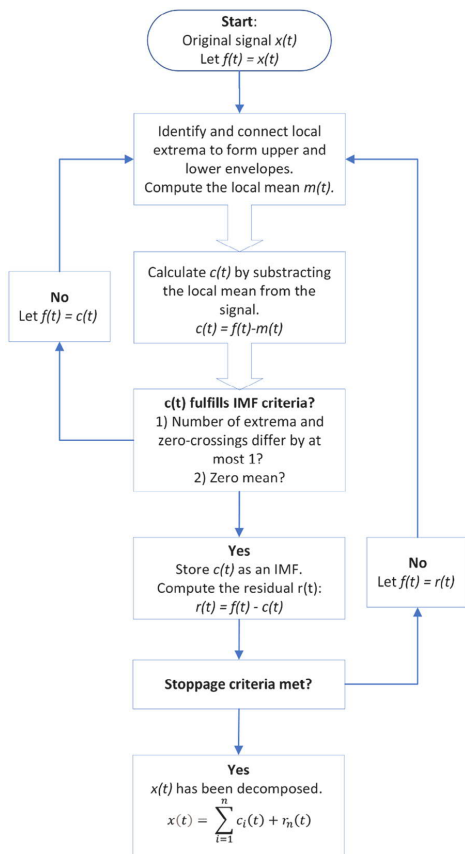 Start:
Original signal x(t)
Let f(t) = x(t)
Identify and connect local
extrema to form upper and
lower envelopes.
Compute the local mean m(t).
Calculate c(t) by substracting
the local mean from the
signal.
c(t) = f(t)-m(t)
No
Let f(t) = c(t)
c(t) fulfills IMF criteria?
1) Number of extrema and
zero-crossings differ by at
most 1?
2) Zero mean?
Yes
Store c(t) as an IMF.
Compute the residual r(t):
r(t) = f(t) - c(t)
No
Let f(t) = r(t)
Stoppage criteria met?
Yes
x(t) has been decomposed.
x(t) = ∑_{i=1}^{n} c_i(t) + r_n(t)